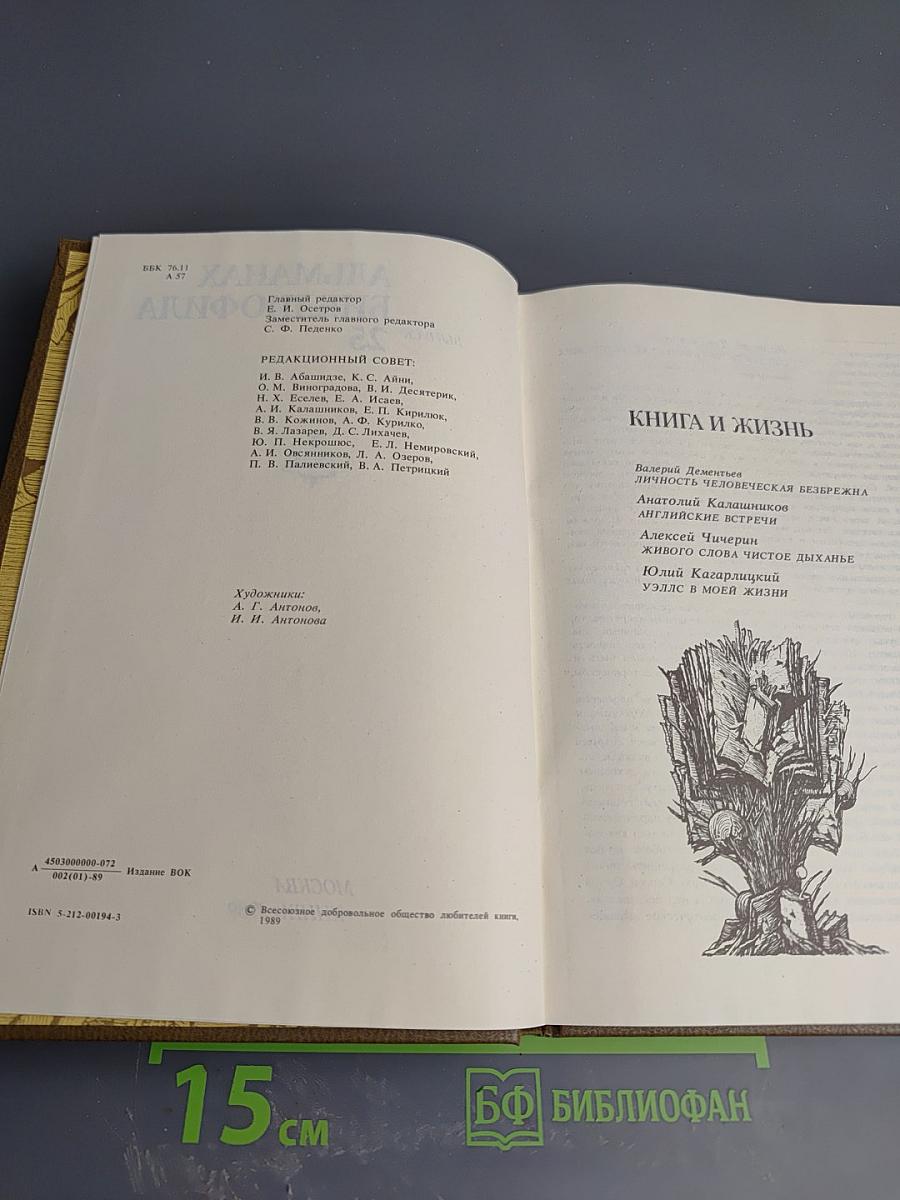 ББК 76.11
А 57
Главный редактор
Е. И. Осетров
Заместитель главного редактора
С. Ф. Педенко
РЕДАКЦИОННЫЙ СОВЕТ:
И. В. Абашидзе, К. С. Айни,
О. М. Виноградова, В. И. Десятерик,
Н. Х. Еселев, Е. А. Исаев,
А. И. Калашников, Е. П. Кирилюк,
В. В. Кожинов, А. Ф. Курилко,
В. Я. Лазарев, Д. С. Лихачев,
Ю. П. Некрошюс, Е. Л. Немировский,
А. И. Овсянников, Л. А. Озеров,
П. В. Палиевский, В. А. Петрицкий
Художники:
А. Г. Антонов,
И. И. Антонова
А 4503000000-072
002(01)-89
Издание ВОК
ISBN 5-212-00194-3
© Всесоюзное добровольное общество любителей книги,
1989
КНИГА И ЖИЗНЬ
Валерий Дементьев
ЛИЧНОСТЬ ЧЕЛОВЕЧЕСКАЯ БЕЗБРЕЖНА
Анатолий Калашников
АНГЛИЙСКИЕ ВСТРЕЧИ
Алексей Чичерин
ЖИВОГО СЛОВА ЧИСТОЕ ДЫХАНЬЕ
Юлий Кагарлицкий
УЭЛЛС В МОЕЙ ЖИЗНИ
15 см
БФ БИБЛИОФАН